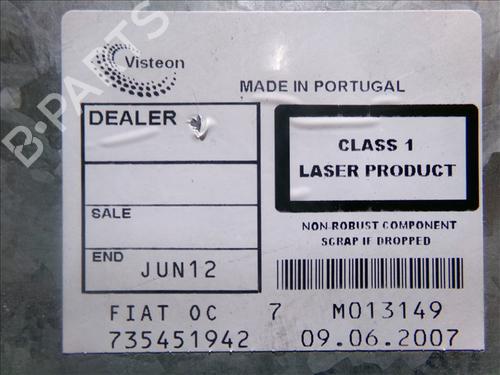 Visteon
MADE IN PORTUGAL
DEALER
CLASS 1
LASER PRODUCT
SALE
NON-ROBUST COMPONENT
SCRAP IF DROPPED
END
JUN12
FIAT OC 7 M013149
735451942 09.06.2007
B-PARTS